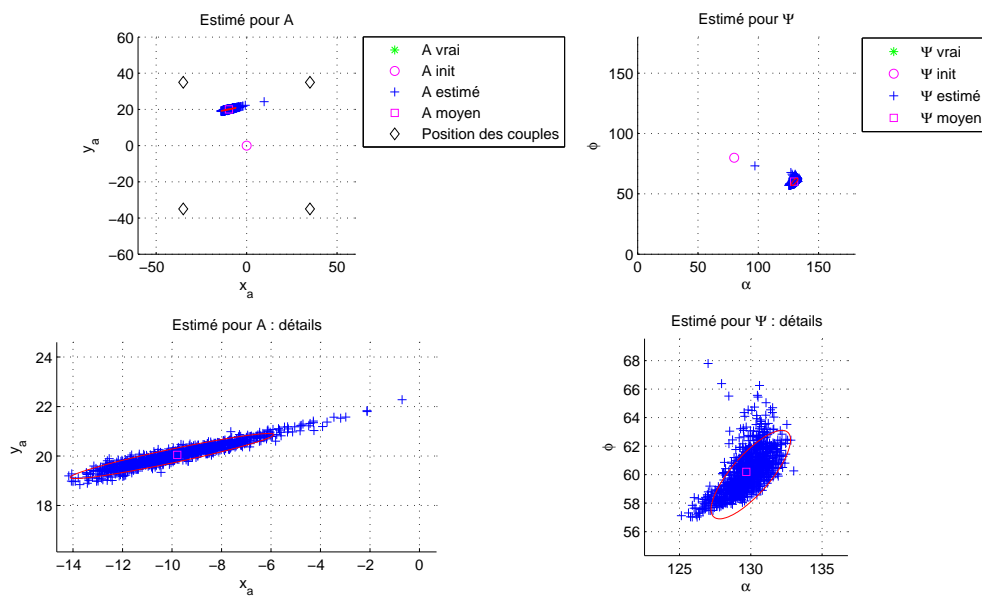 Estimé pour A
60
40
20
0
−20
−40
−60
y_a
−50
0
50
x_a
A vrai
A init
A estimé
A moyen
Position des couples
Estimé pour Ψ
150
100
50
0
ϕ
0
50
100
150
α
Ψ vrai
Ψ init
Ψ estimé
Ψ moyen
Estimé pour A : détails
24
22
20
18
y_a
−14
−12
−10
−8
−6
−4
−2
0
x_a
Estimé pour Ψ : détails
68
66
64
62
60
58
56
ϕ
125
130
135
α